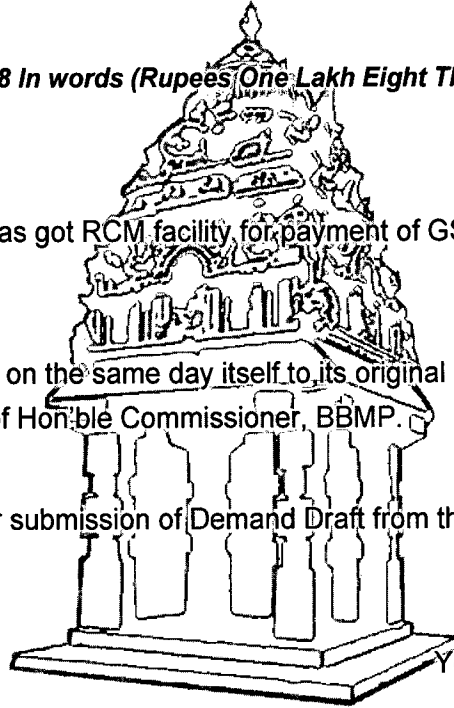 8 In words (Rupees One Lakh Eight Th
as got RCM facility for payment of GS
on the same day itself to its original
of Hon'ble Commissioner, BBMP.
r submission of Demand Draft from th
Y